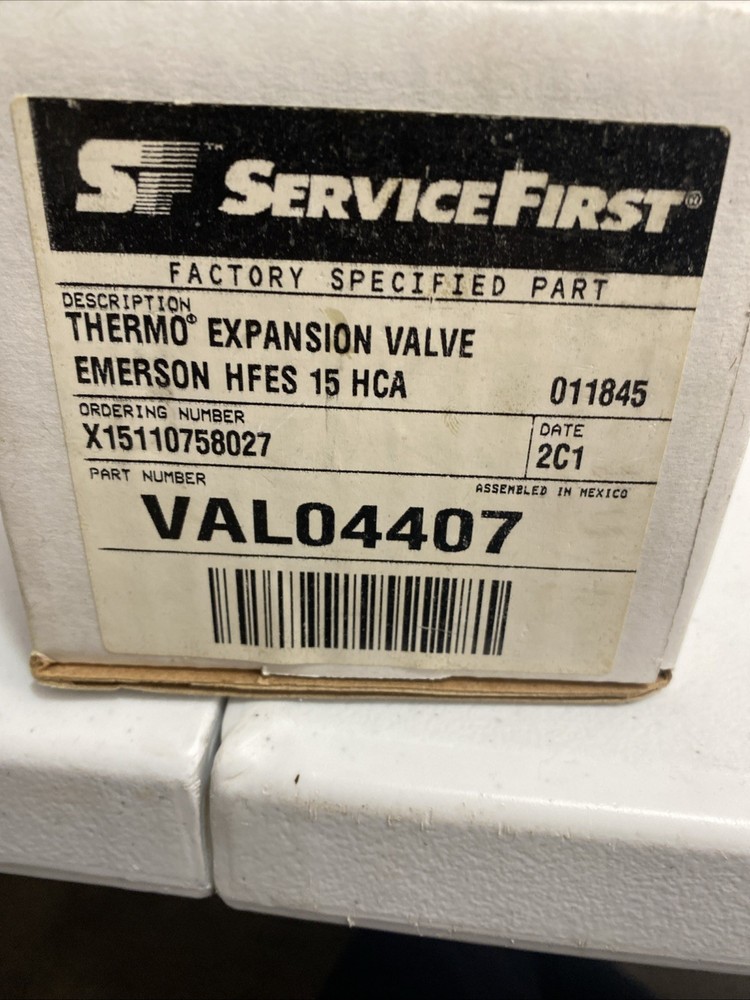 SF™ SERVICEFIRST®
FACTORY SPECIFIED PART
DESCRIPTION
THERMO® EXPANSION VALVE
EMERSON HFES 15 HCA 011845
ORDERING NUMBER
X15110758027
DATE
2C1
PART NUMBER
ASSEMBLED IN MEXICO
VAL04407